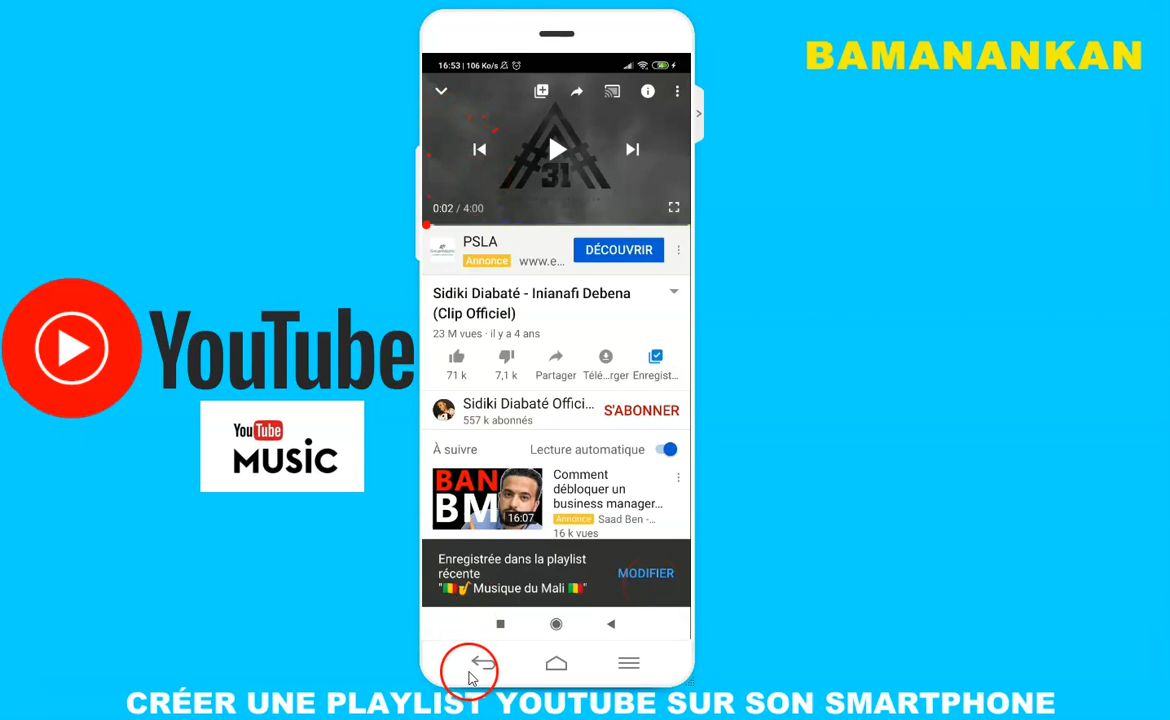 BAMANANKAN
16:53 | 106 Ko/s
31
0:02 / 4:00
PSLA
Annonce www.e...
DÉCOUVRIR
Sidiki Diabaté - Inianafi Debena
(Clip Officiel)
23 M vues · il y a 4 ans
71 k
7,1 k
Partager
Télé...rger
Enregist...
Sidiki Diabaté Offici...
557 k abonnés
S'ABONNER
À suivre
Lecture automatique
BAN
BM
16:07
Comment
débloquer un
business manager...
Annonce Saad Ben -...
16 k vues
Enregistrée dans la playlist
récente
"🇲🇱🎷 Musique du Mali 🇲🇱"
MODIFIER
YouTube
YouTube
MUSIC
CRÉER UNE PLAYLIST YOUTUBE SUR SON SMARTPHONE